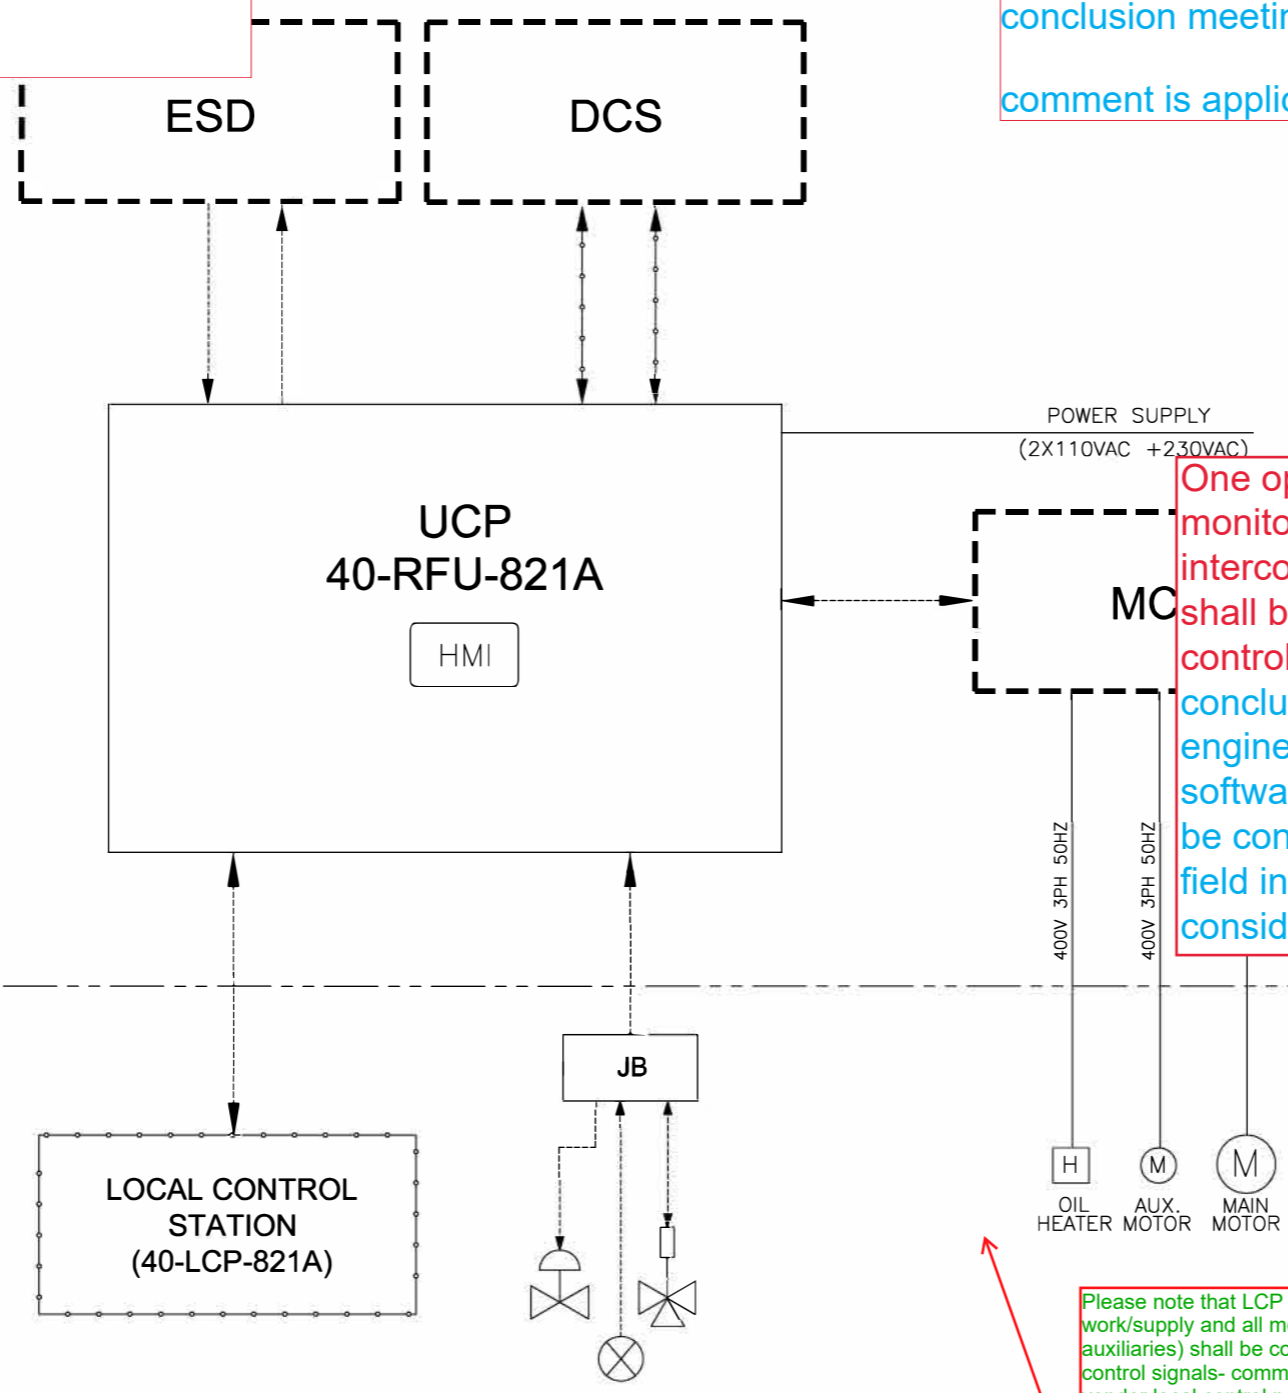 conclusion meetin
comment is applic
ESD
DCS
POWER SUPPLY
(2X110VAC +230VAC)
UCP
40-RFU-821A
HMI
MC
One op
monito
interco
shall b
control
conclu
engine
softwa
be con
field in
consid
400V 3PH 50HZ
400V 3PH 50HZ
JB
LOCAL CONTROL
STATION
(40-LCP-821A)
H
OIL
HEATER
M
AUX.
MOTOR
M
MAIN
MOTOR
Please note that LCP
work/supply and all m
auxiliaries) shall be co
control signals- comm